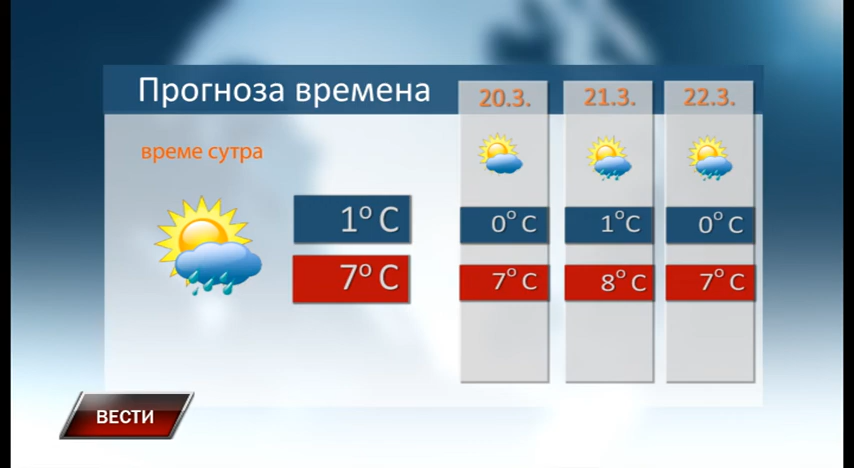 Прогноза времена
време сутра
1° C
7° C
20.3.
0° C
7° C
21.3.
1°C
8° C
22.3.
0° C
7° C
ВЕСТИ